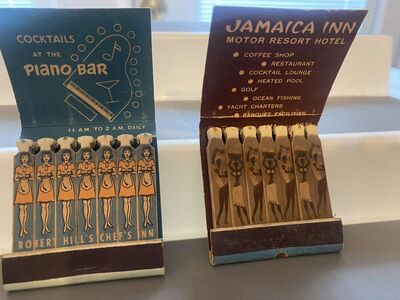 COCKTAILS
AT THE
PIANO BAR
11 A.M. TO 2 A.M. DAILY
ROBERT HILL'S CHEF'S INN
JAMAICA INN
MOTOR RESORT HOTEL
COFFEE SHOP
RESTAURANT
COCKTAIL LOUNGE
HEATED POOL
GOLF
OCEAN FISHING
YACHT CHARTERS
BANQUET FACILITIES